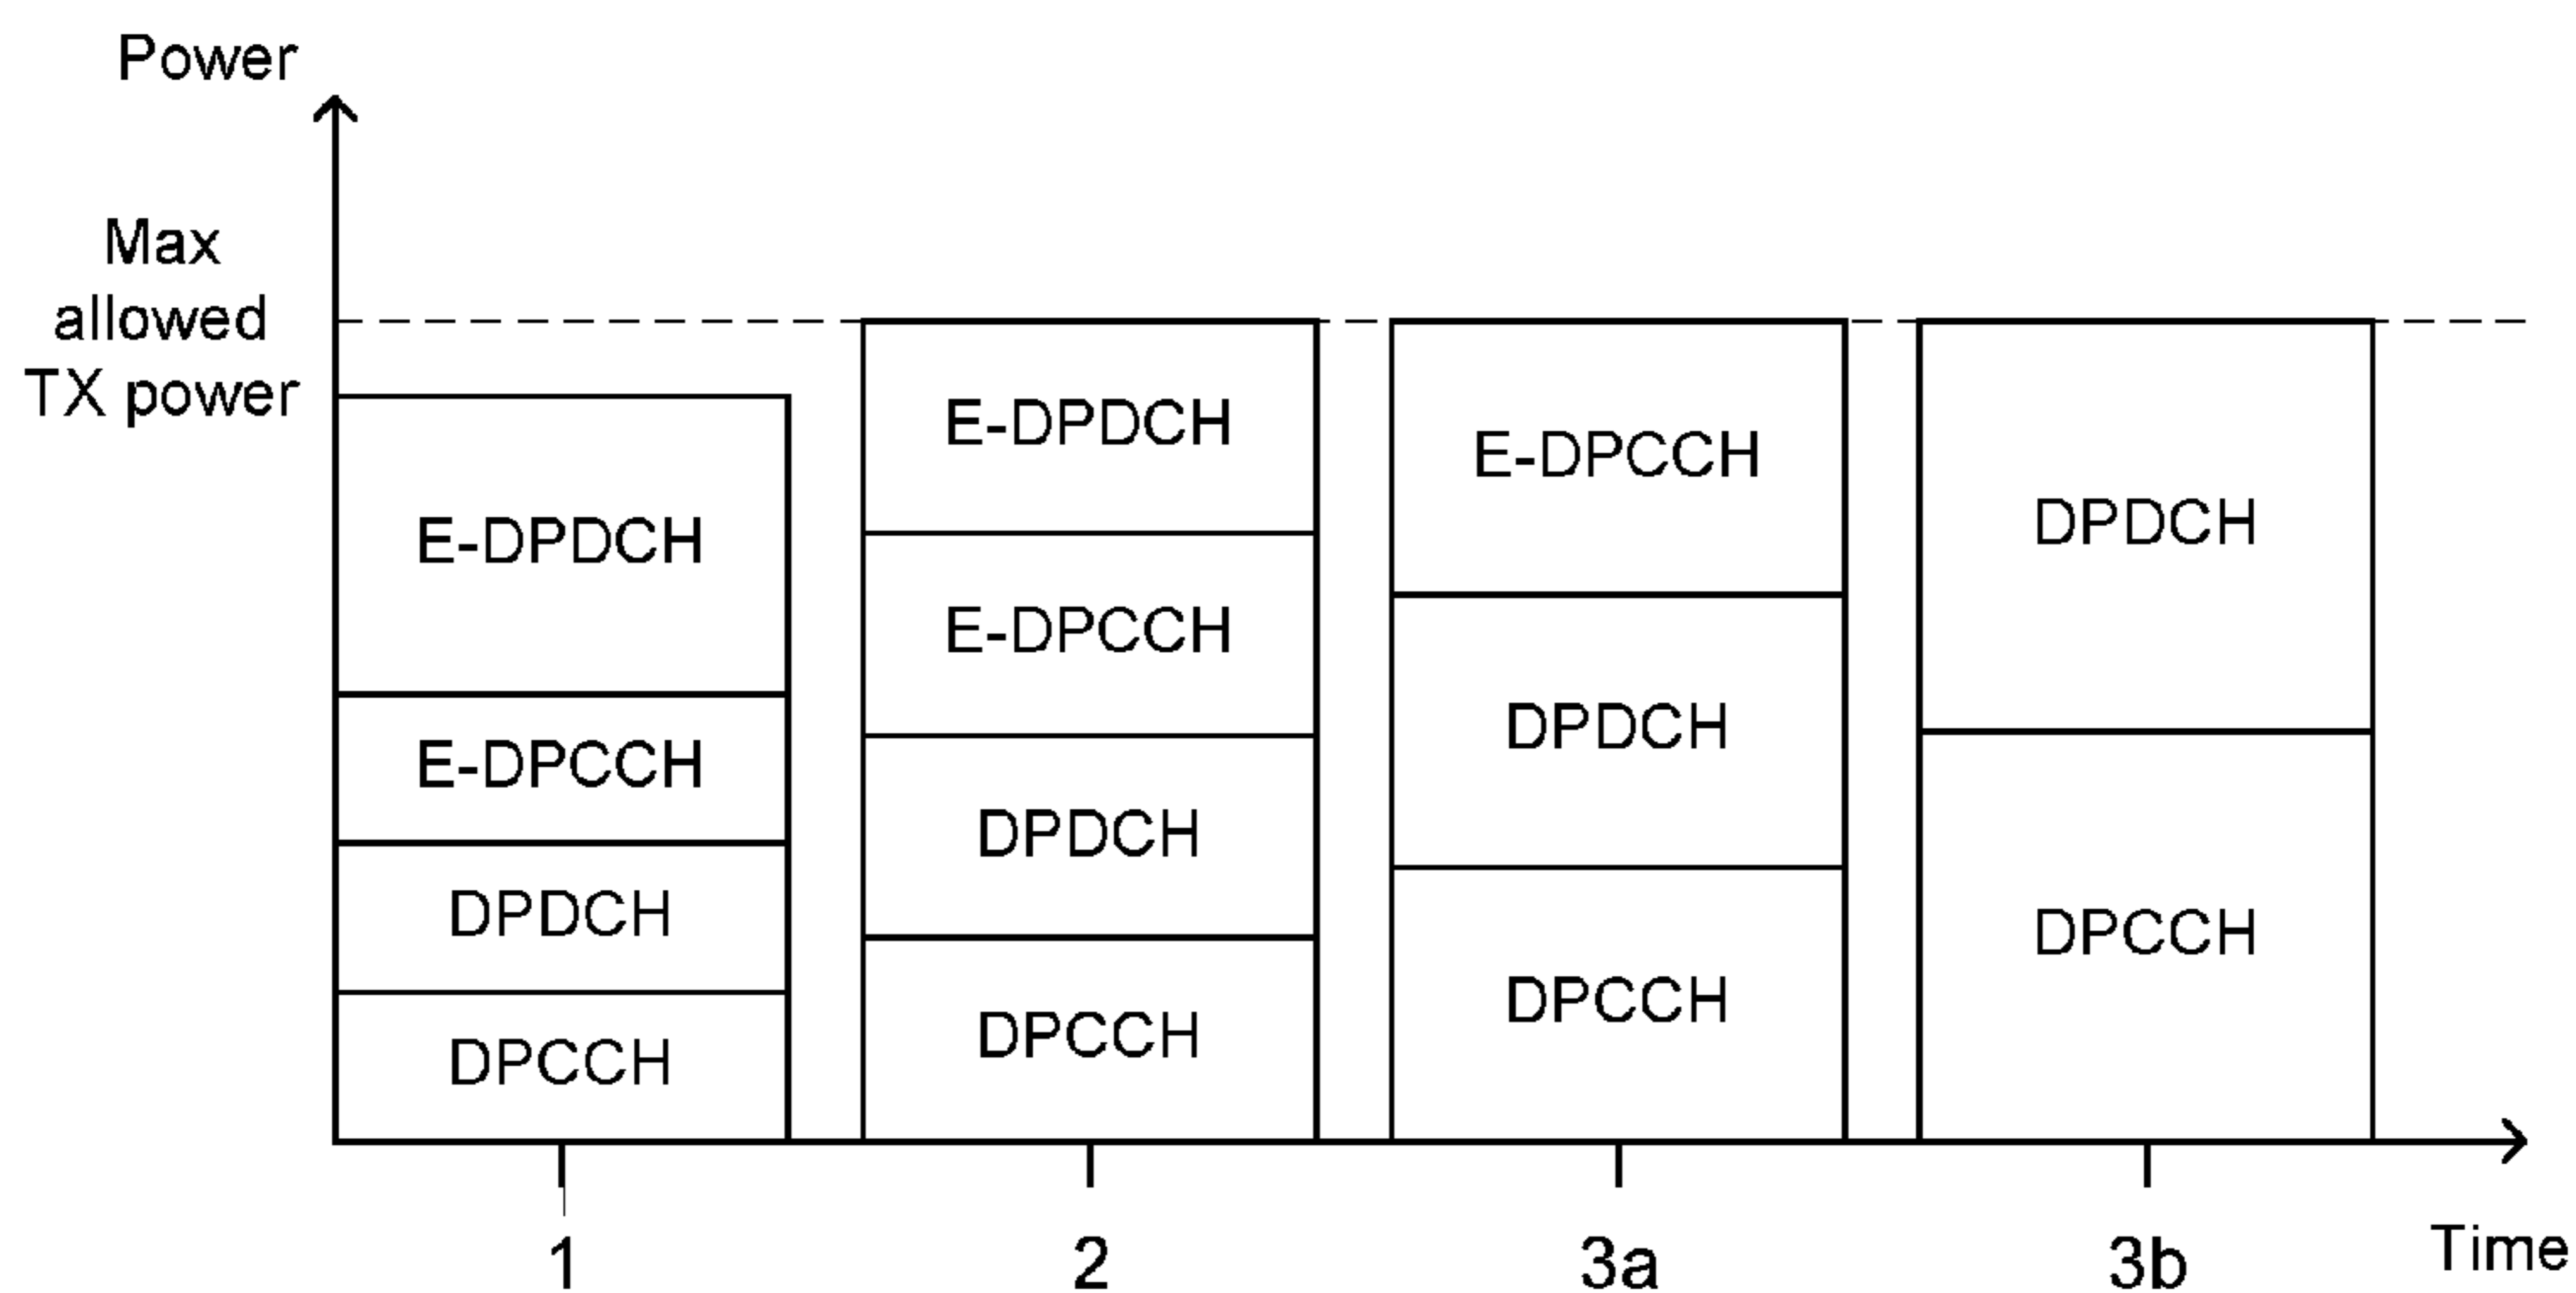 Power
Max
allowed
TX power
E-DPDCH
E-DPCCH
DPDCH
DPCCH
E-DPDCH
E-DPCCH
DPDCH
DPCCH
E-DPCCH
DPDCH
DPCCH
DPDCH
DPCCH
1
2
3a
3b
Time